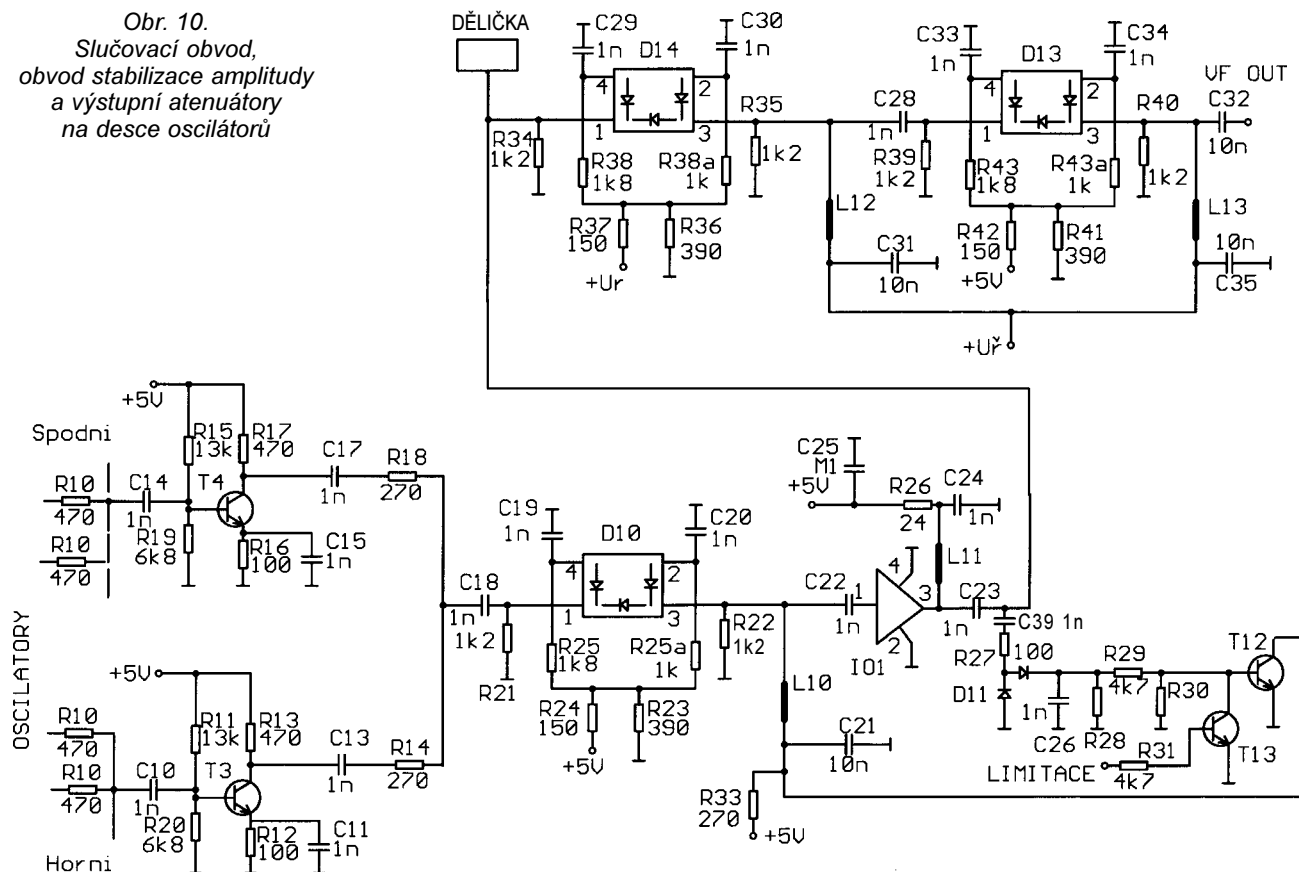 Obr. 10.
Slučovací obvod,
obvod stabilizace amplitudy
a výstupní atenuátory
na desce oscilátorů
DĚLIČKA
C29
1n
D14
C30
1n
4
2
1
3
R34
1k2
R38
1k8
R38a
1k
R35
1k2
R37
150
+Ur
R36
390
C28
1n
C33
1n
D13
C34
1n
4
2
1
3
R39
1k2
R43
1k8
R43a
1k
R40
1k2
VF OUT
C32
10n
L12
C31
10n
R42
150
+5V
R41
390
L13
10n
C35
+Uř
+5V
Spodni
R15
13k
R17
470
C17
1n
R18
270
R10
470
C14
1n
T4
R10
470
R19
6k8
R16
100
C15
1n
OSCILATORY
+5V
R11
13k
R13
470
C13
1n
R14
270
R10
470
R10
470
C10
1n
T3
R20
6k8
R12
100
C11
1n
Horni
C18
1n
1k2
R21
C19
1n
D10
C20
1n
4
2
1
3
R25
1k8
R25a
1k
R22
1k2
R24
150
+5V
R23
390
C25
M1
+5V
R26
24
C24
1n
L11
C22
1n
1
4
3
2
IO1
C23
1n
L10
C21
10n
R33
270
+5V
C39 1n
R27
100
D11
1n
C26
R28
R29
4k7
R30
T12
T13
R31
4k7
LIMITACE